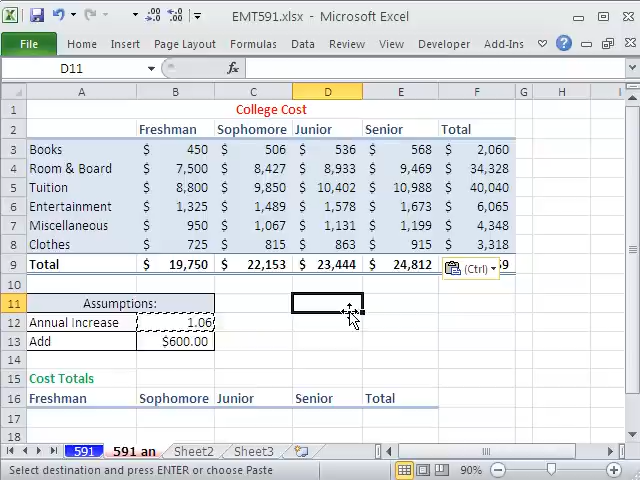 EMT591.xlsx - Microsoft Excel
File Home Insert Page Layout Formulas Data Review View Developer Add-Ins
D11 fx
A B C D E F G H I
1 College Cost
2 Freshman Sophomore Junior Senior Total
3 Books $ 450 $ 506 $ 536 $ 568 $ 2,060
4 Room & Board $ 7,500 $ 8,427 $ 8,933 $ 9,469 $ 34,328
5 Tuition $ 8,800 $ 9,850 $ 10,402 $ 10,988 $ 40,040
6 Entertainment $ 1,325 $ 1,489 $ 1,578 $ 1,673 $ 6,065
7 Miscellaneous $ 950 $ 1,067 $ 1,131 $ 1,199 $ 4,348
8 Clothes $ 725 $ 815 $ 863 $ 915 $ 3,318
9 Total $ 19,750 $ 22,153 $ 23,444 $ 24,812 (Ctrl) 59
10
11 Assumptions:
12 Annual Increase 1.06
13 Add $600.00
14
15 Cost Totals
16 Freshman Sophomore Junior Senior Total
17
18
591 591 an Sheet2 Sheet3
Select destination and press ENTER or choose Paste 90%